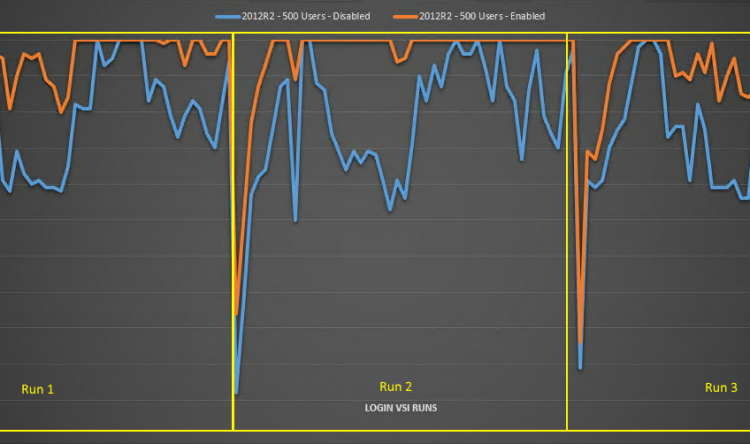 2012R2 - 500 Users - Disabled
2012R2 - 500 Users - Enabled
Run 1
Run 2
Run 3
LOGIN VSI RUNS